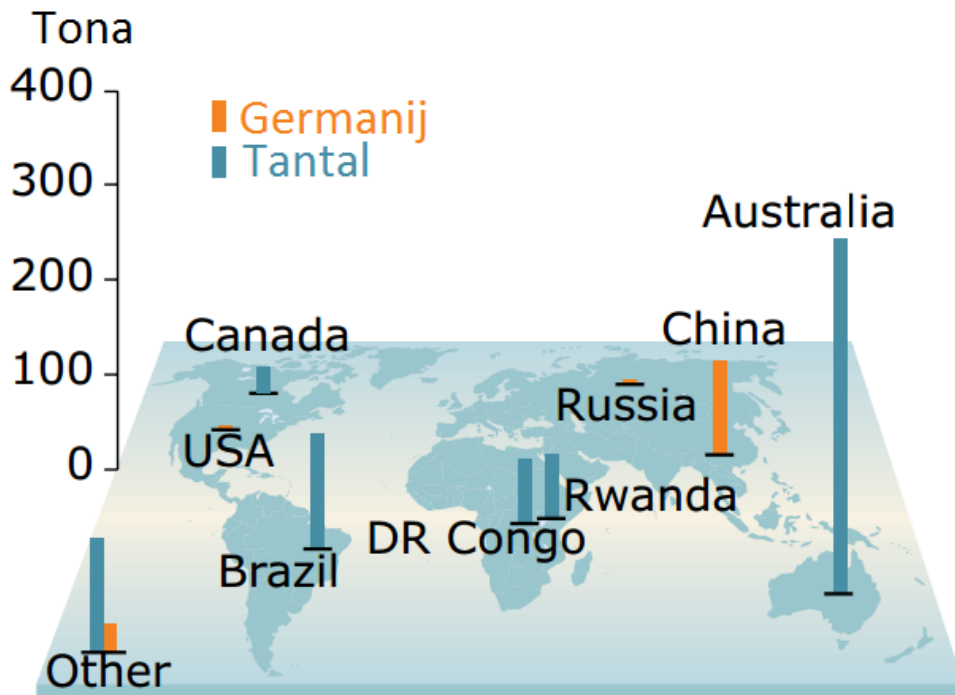 Tona
400
300
200
100
0
Germanij
Tantal
Australia
Canada
China
Russia
USA
Rwanda
DR Congo
Brazil
Other